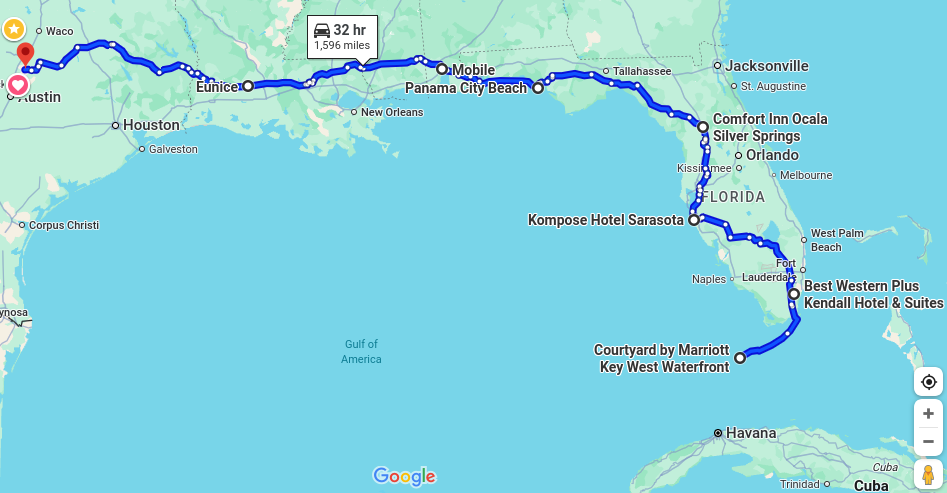 Waco
32 hr
1,596 miles
Eunice
Mobile
Panama City Beach
Tallahassee
Jacksonville
St. Augustine
Austin
Houston
Galveston
New Orleans
Comfort Inn Ocala
Silver Springs
Orlando
Kissimmee
Melbourne
FLORIDA
Corpus Christi
Kompose Hotel Sarasota
West Palm
Beach
Fort
Lauderdale
Naples
Best Western Plus
Kendall Hotel & Suites
ynosa
Gulf of
America
Courtyard by Marriott
Key West Waterfront
Havana
Google
Cuba
Trinidad
Cuba